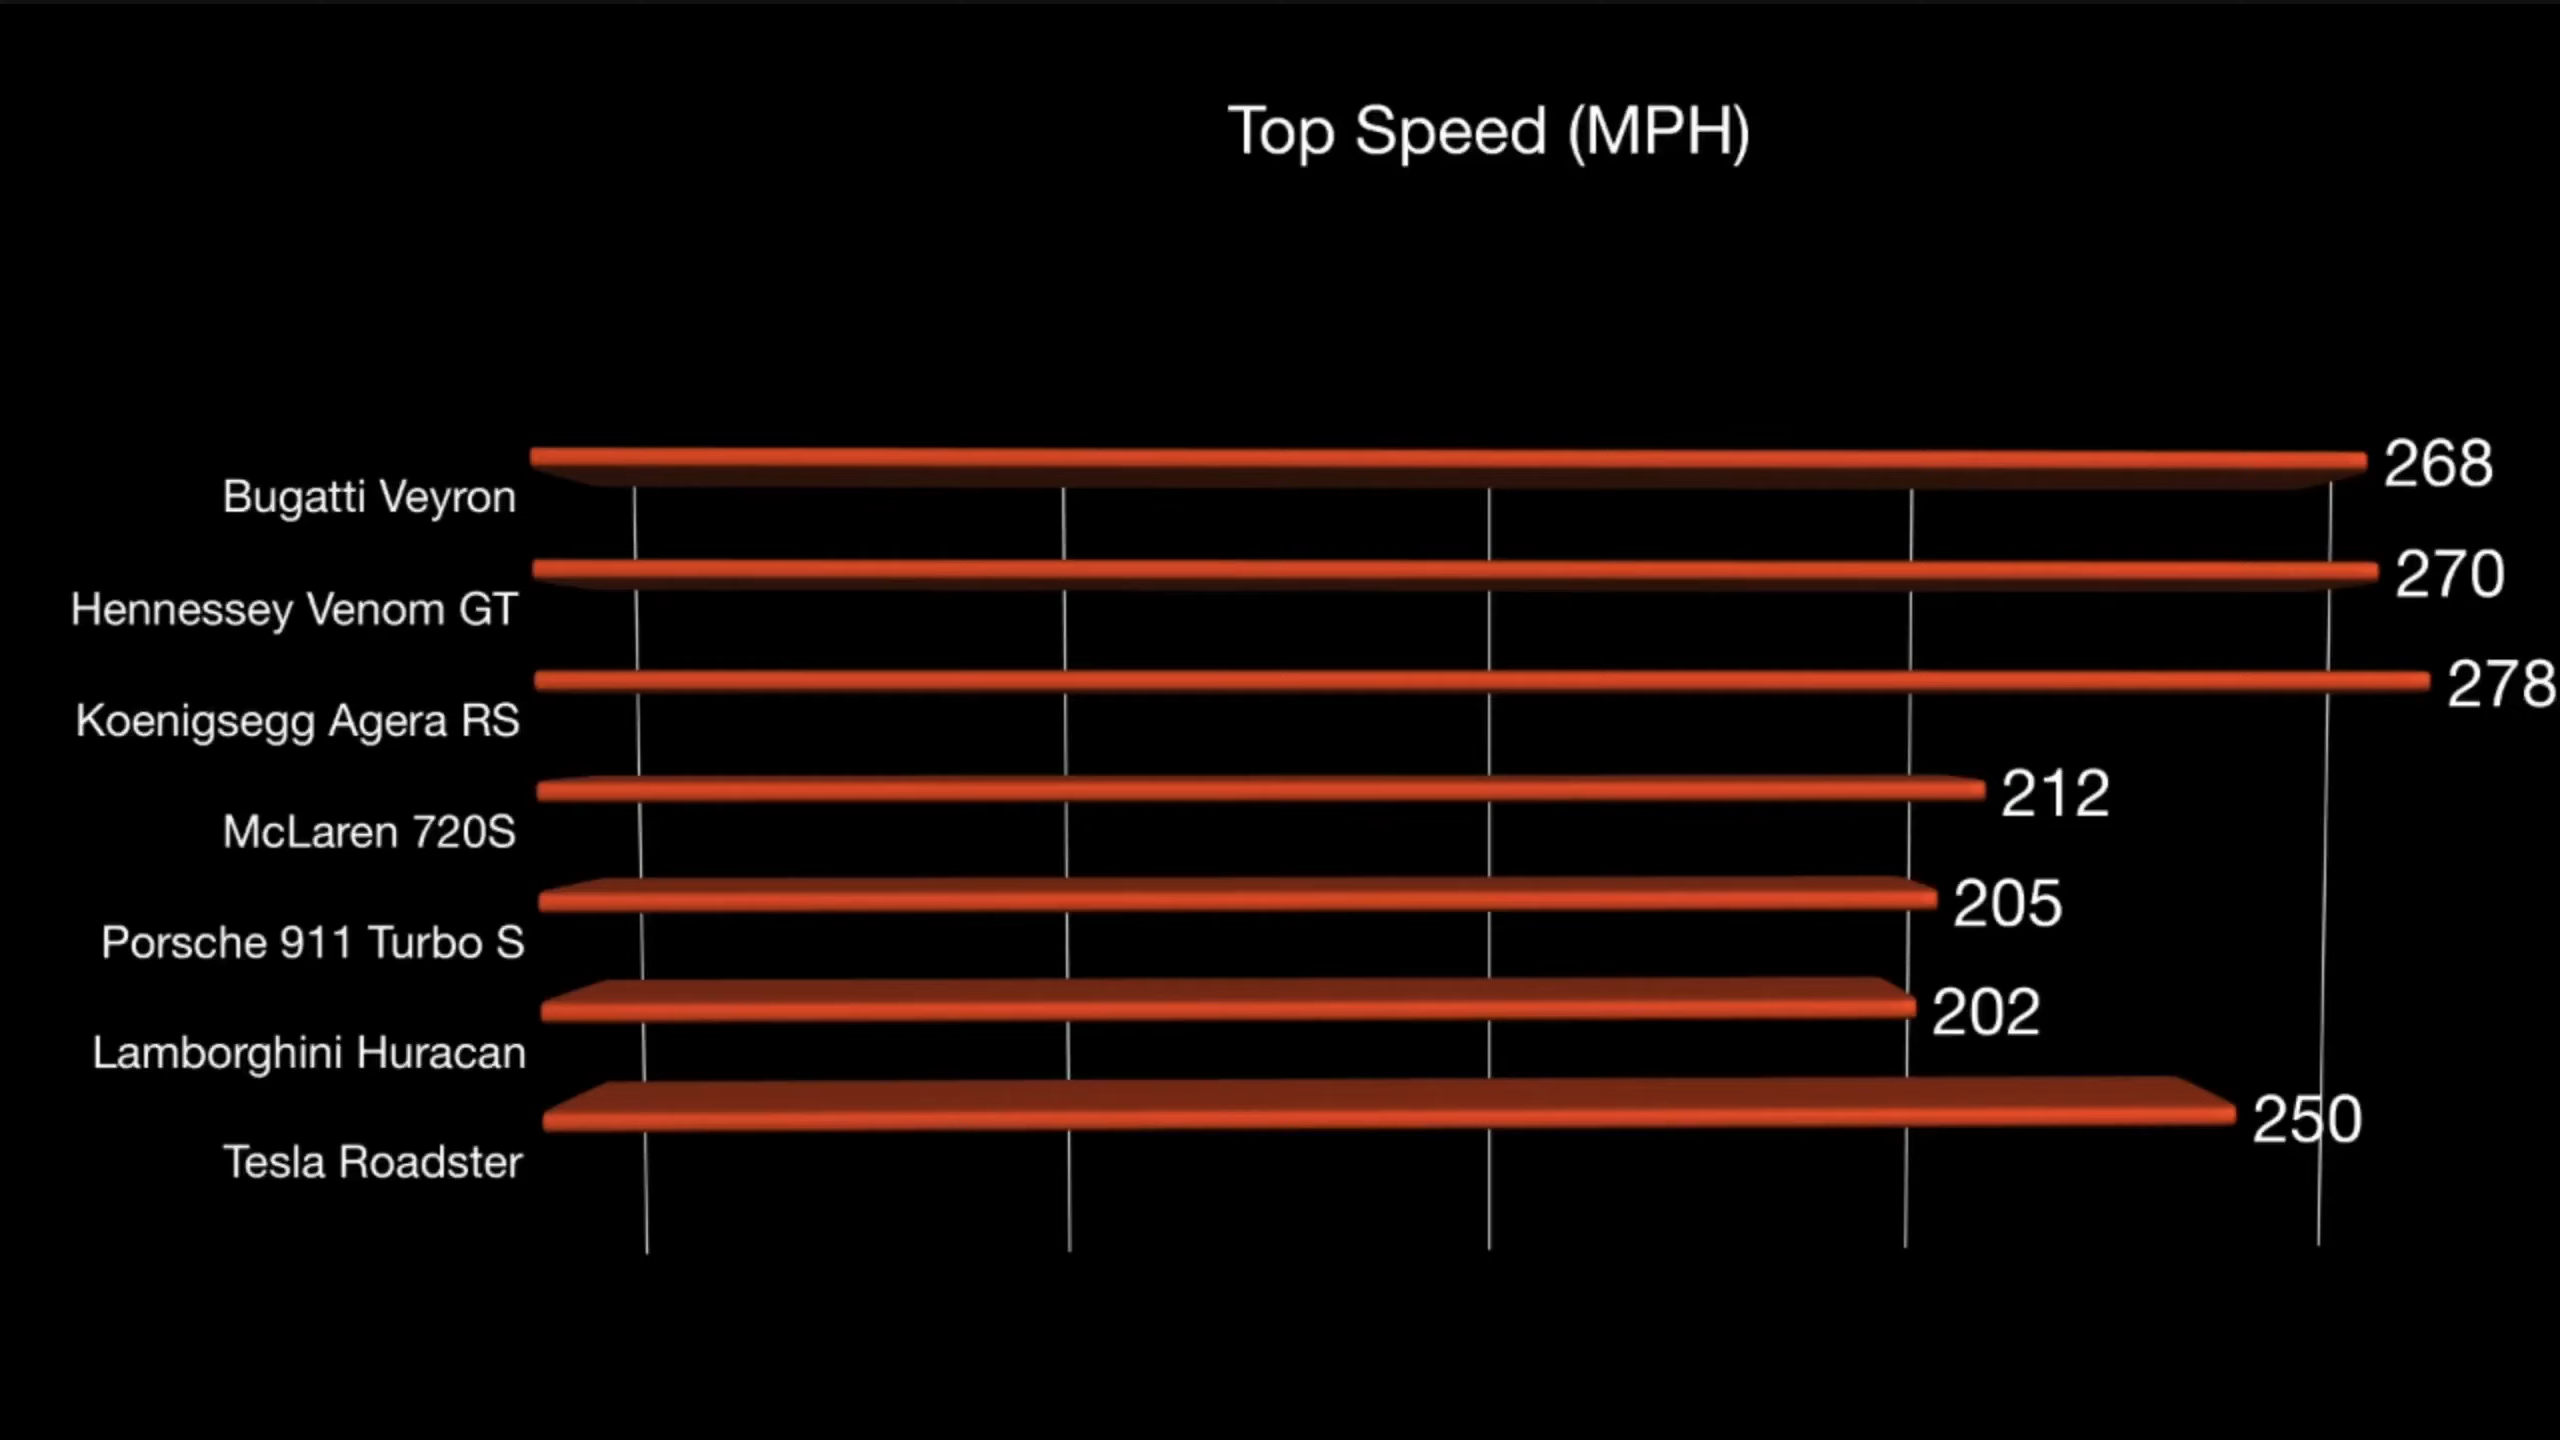 Top Speed (MPH)
Bugatti Veyron 268
Hennessey Venom GT 270
Koenigsegg Agera RS 278
McLaren 720S 212
Porsche 911 Turbo S 205
Lamborghini Huracan 202
Tesla Roadster 250